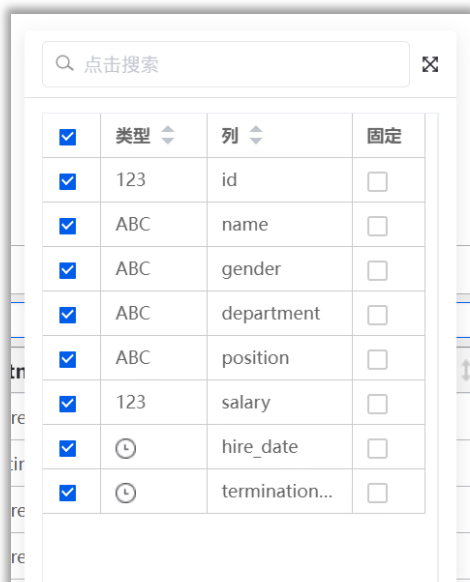 点击搜索
类型 列 固定
123 id
ABC name
ABC gender
ABC department
ABC position
123 salary
hire_date
termination...